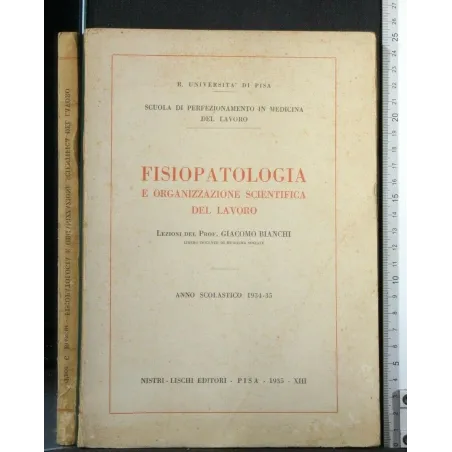 R. UNIVERSITA' DI PISA
SCUOLA DI PERFEZIONAMENTO IN MEDICINA
DEL LAVORO
FISIOPATOLOGIA
E ORGANIZZAZIONE SCIENTIFICA
DEL LAVORO
LEZIONI DEL PROF. GIACOMO BIANCHI
ANNO SCOLASTICO 1934-35
NISTRI-LISCHI EDITORI - PISA - 1935 - XIII